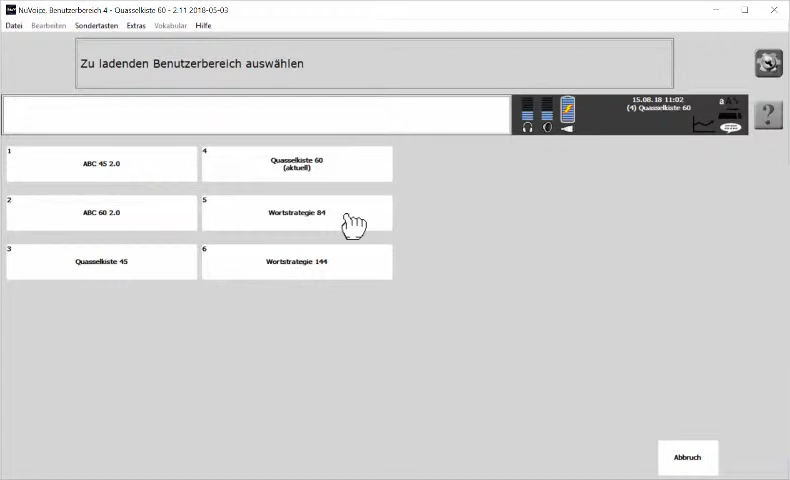 NuVoice, Benutzerbereich 4 - Quasselkiste 60 - 2.11 2018-05-03
Datei Bearbeiten Sondertasten Extras Vokabular Hilfe
Zu ladenden Benutzerbereich auswählen
15.08.18 11:02
(4) Quasselkiste 60
a
?
1 ABC 45 2.0
4 Quasselkiste 60
(aktuell)
2 ABC 60 2.0
5 Wortstrategie 84
3 Quasselkiste 45
6 Wortstrategie 144
Abbruch